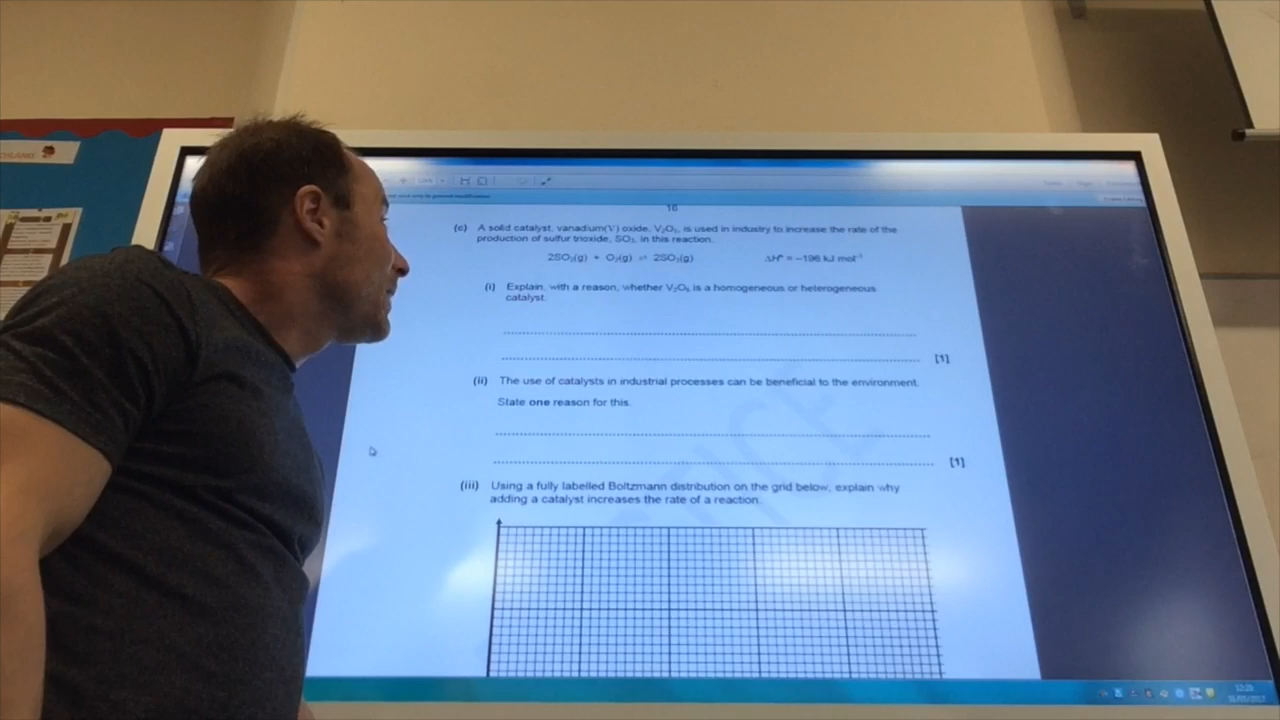 16
(c) A solid catalyst, vanadium(V) oxide, V₂O₅, is used in industry to increase the rate of the
production of sulfur trioxide, SO₃, in this reaction.
2SO₂(g) + O₂(g) ⇌ 2SO₃(g) ΔH° = –196 kJ mol⁻¹
(i) Explain, with a reason, whether V₂O₅ is a homogeneous or heterogeneous
catalyst.
[1]
(ii) The use of catalysts in industrial processes can be beneficial to the environment.
State one reason for this.
[1]
(iii) Using a fully labelled Boltzmann distribution on the grid below, explain why
adding a catalyst increases the rate of a reaction.